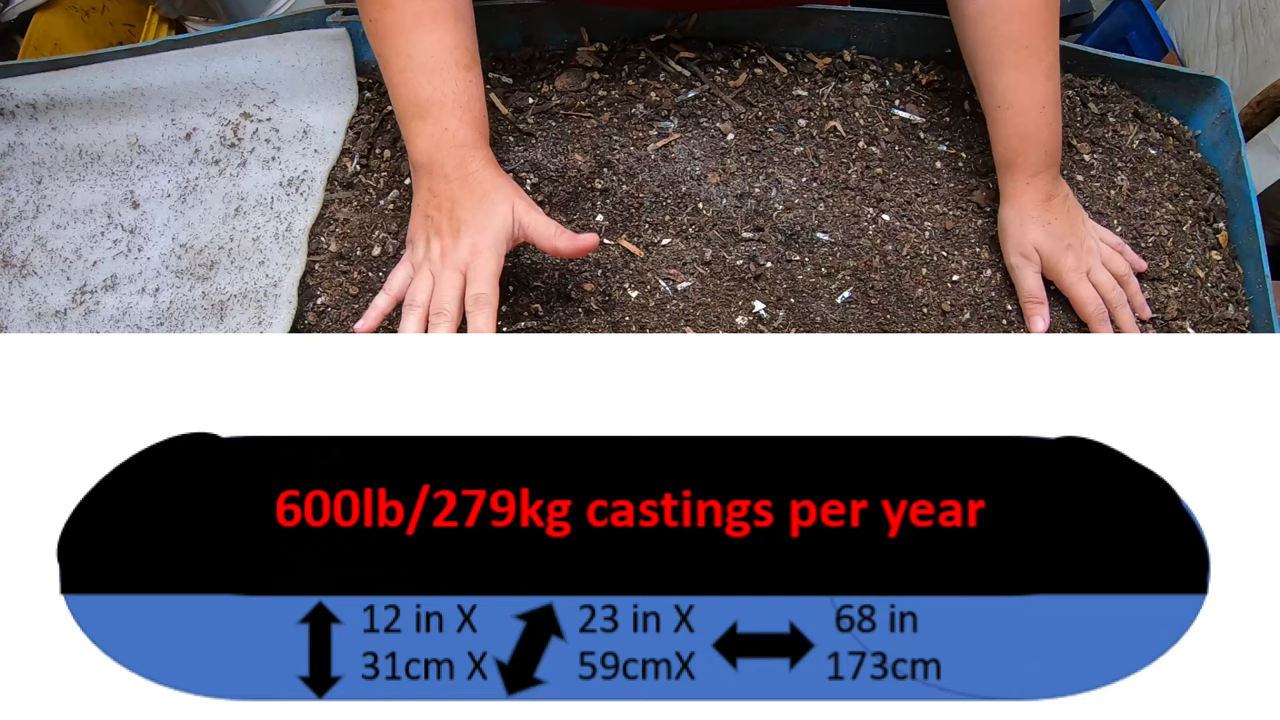 600lb/279kg castings per year
12 in X 23 in X 68 in
31cm X 59cmX 173cm